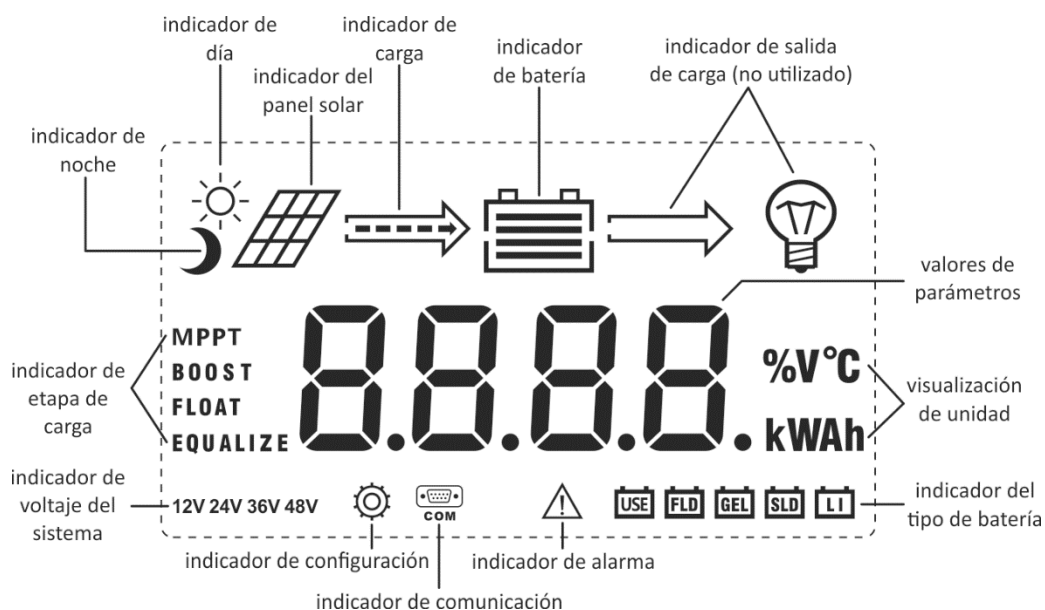 indicador de
día
indicador de
carga
indicador
de batería
indicador de salida
de carga (no utilizado)
indicador del
panel solar
indicador de
noche
valores de
parámetros
8.8.8.8.
MPPT
BOOST
FLOAT
EQUALIZE
indicador de
etapa de
carga
%V°C
kWAh
visualización
de unidad
indicador de
voltaje del
sistema
12V 24V 36V 48V
COM
USE FLD GEL SLD LI
indicador del
tipo de batería
indicador de configuración
indicador de alarma
indicador de comunicación